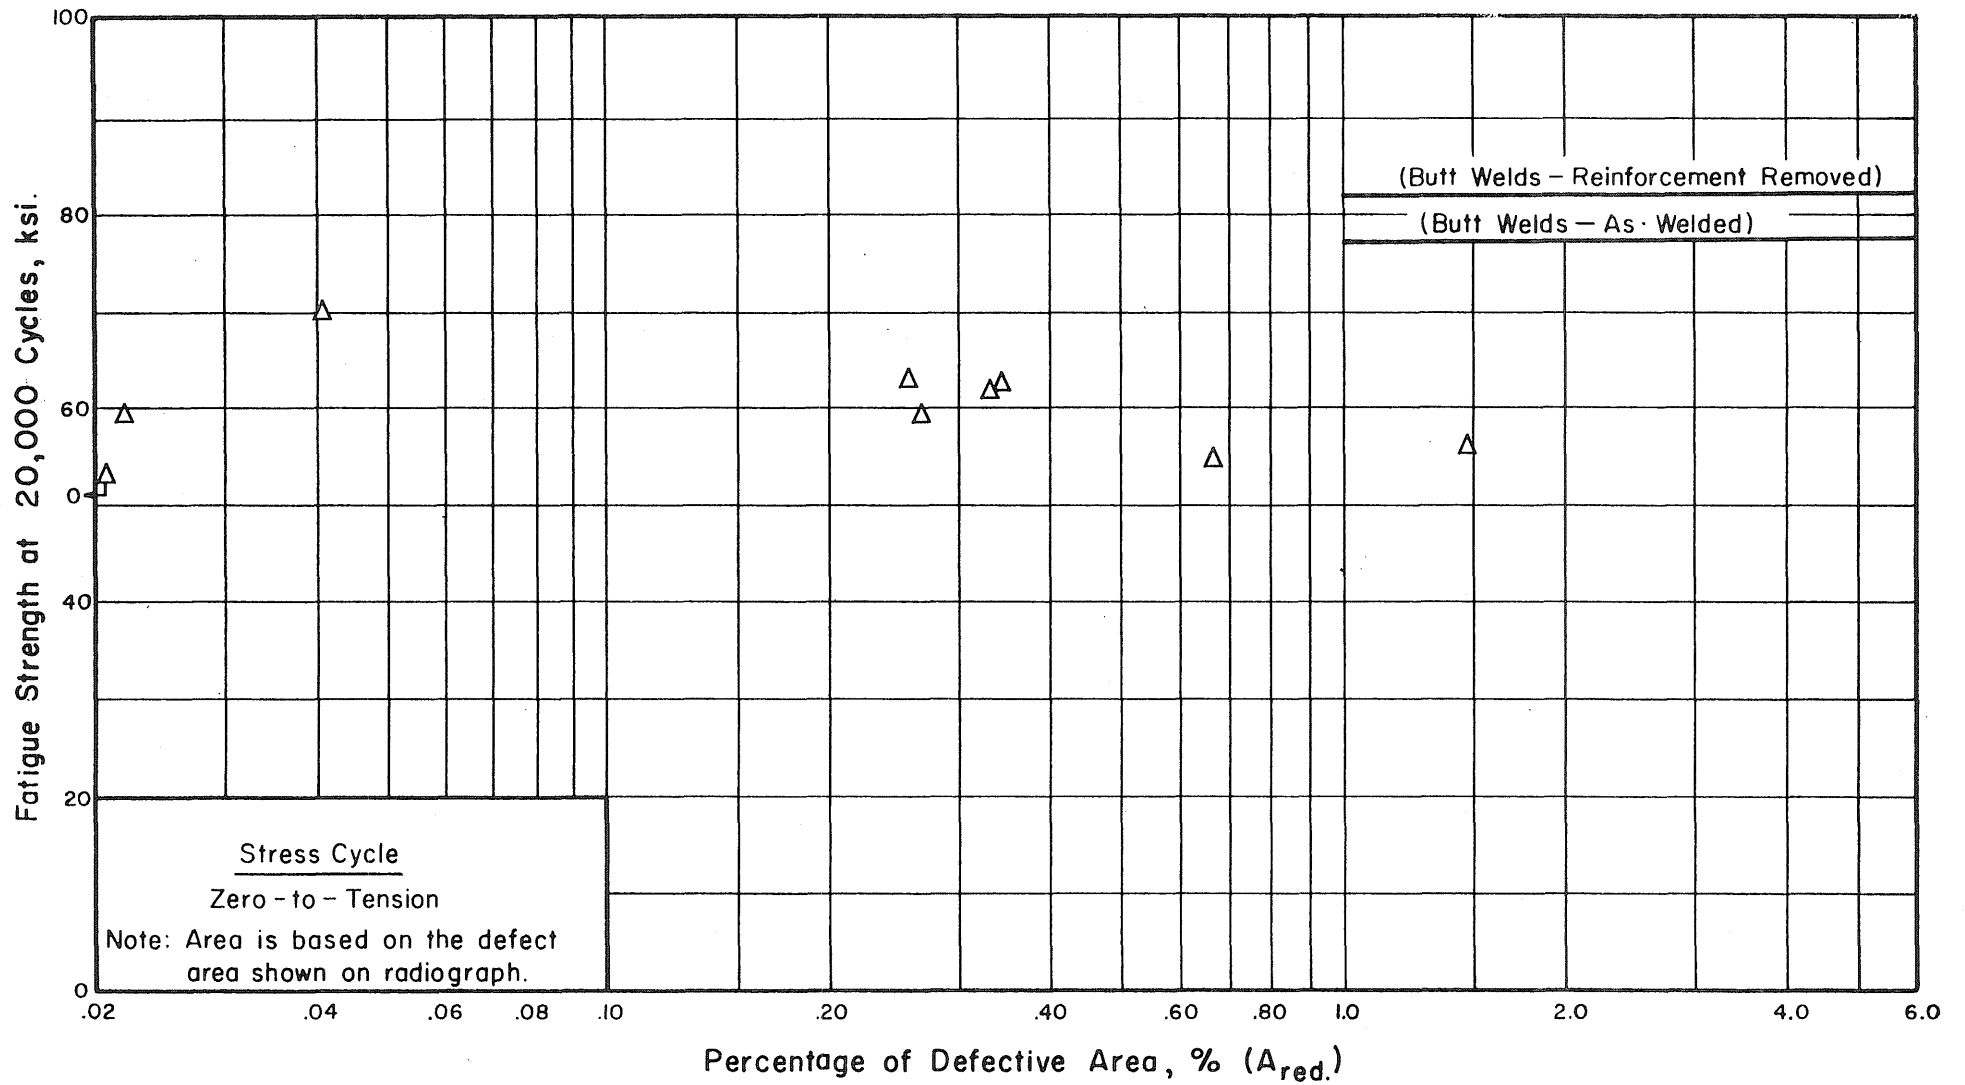 100
80
60
0
40
20
0
Fatigue Strength at 20,000 Cycles, ksi.
(Butt Welds – Reinforcement Removed)
(Butt Welds – As · Welded)
Stress Cycle
Zero – to – Tension
Note: Area is based on the defect
area shown on radiograph.
.02 .04 .06 .08 .10 .20 .40 .60 .80 1.0 2.0 4.0 6.0
Percentage of Defective Area, % (Ared.)